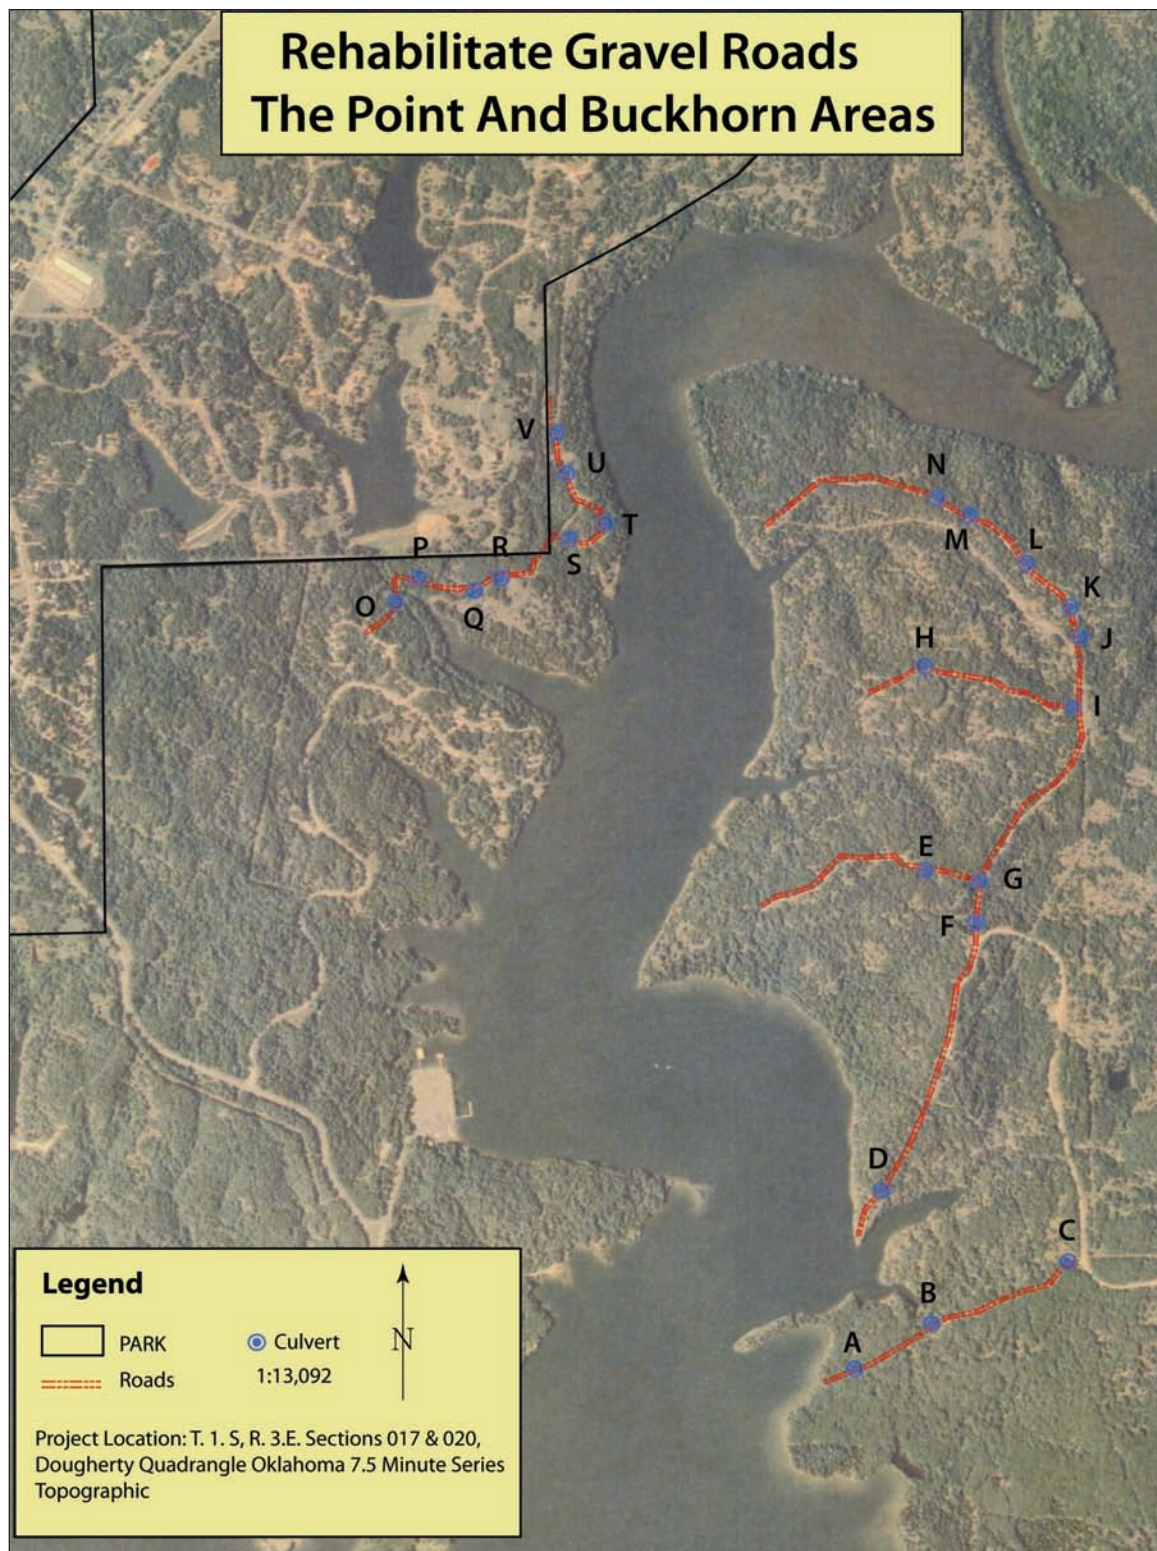 Rehabilitate Gravel Roads
The Point And Buckhorn Areas
V
U
N
T
M
P
R
S
L
O
Q
K
H
J
I
E
G
F
D
C
B
A
Legend
PARK
Culvert
N
Roads
1:13,092
Project Location: T. 1. S, R. 3.E. Sections 017 & 020,
Dougherty Quadrangle Oklahoma 7.5 Minute Series
Topographic